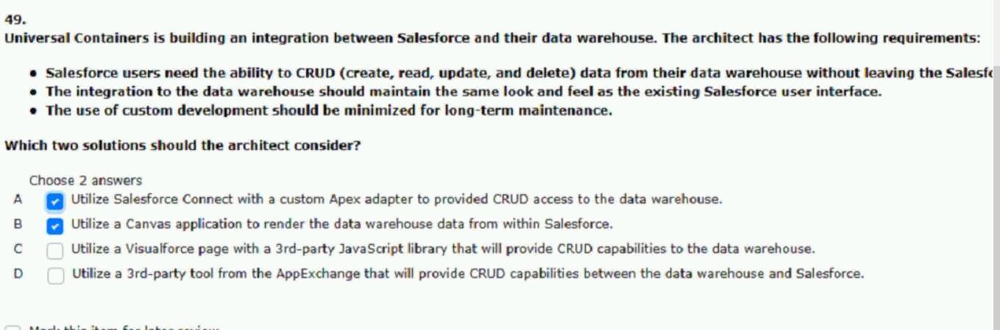 49.
Universal Containers is building an integration between Salesforce and their data warehouse. The architect has the following requirements:
• Salesforce users need the ability to CRUD (create, read, update, and delete) data from their data warehouse without leaving the Salesfo
• The integration to the data warehouse should maintain the same look and feel as the existing Salesforce user interface.
• The use of custom development should be minimized for long-term maintenance.
Which two solutions should the architect consider?
Choose 2 answers
A Utilize Salesforce Connect with a custom Apex adapter to provided CRUD access to the data warehouse.
B Utilize a Canvas application to render the data warehouse data from within Salesforce.
C Utilize a Visualforce page with a 3rd-party JavaScript library that will provide CRUD capabilities to the data warehouse.
D Utilize a 3rd-party tool from the AppExchange that will provide CRUD capabilities between the data warehouse and Salesforce.
Mark this item for later review